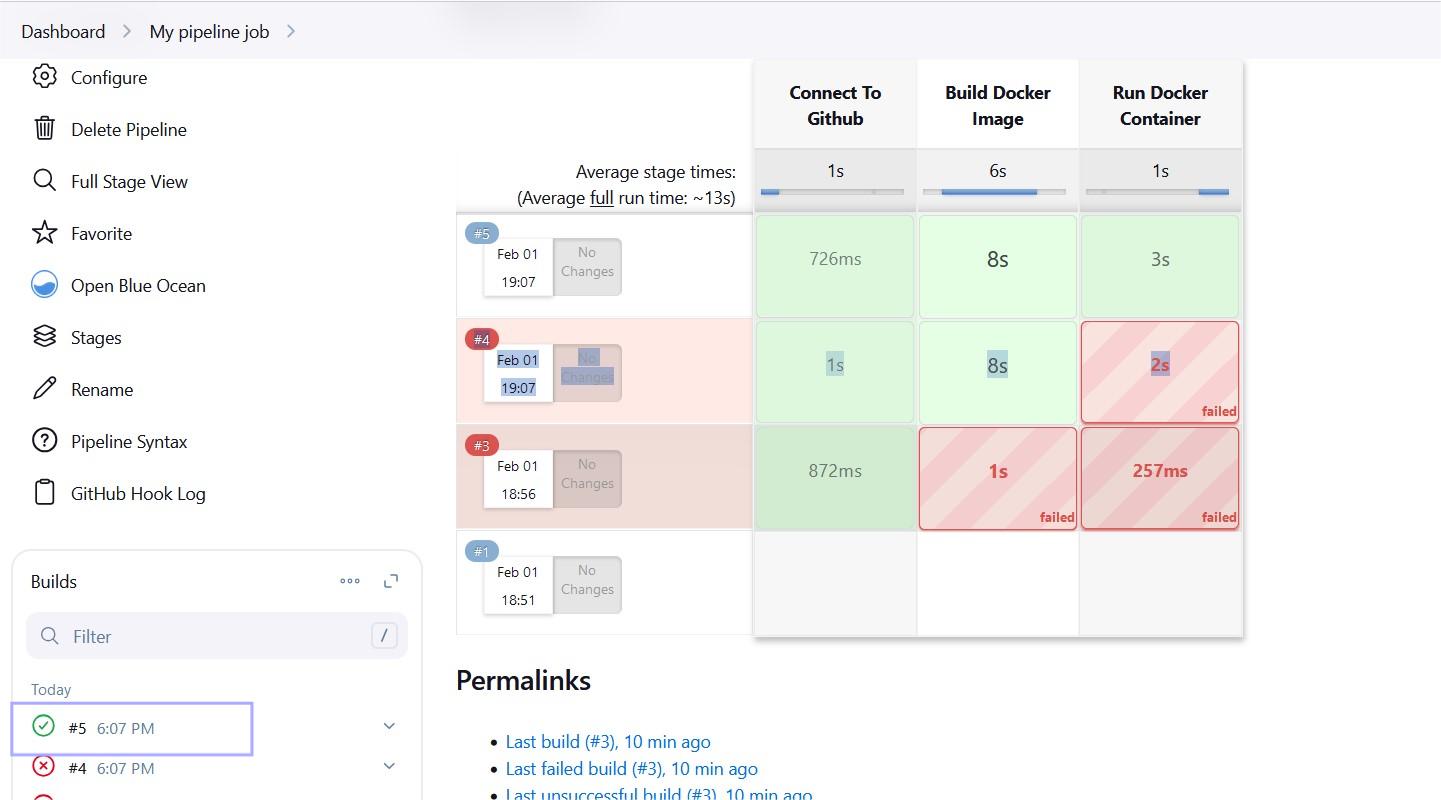 Dashboard
My pipeline job
Configure
Delete Pipeline
Full Stage View
Favorite
Open Blue Ocean
Stages
Rename
Pipeline Syntax
GitHub Hook Log
Builds
Filter
/
Today
#5 6:07 PM
#4 6:07 PM
Connect To
Github
Build Docker
Image
Run Docker
Container
Average stage times:
(Average full run time: ~13s)
1s
6s
1s
#5
Feb 01
19:07
No
Changes
726ms
8s
3s
#4
Feb 01
19:07
No
Changes
1s
8s
2s
failed
#3
Feb 01
18:56
No
Changes
872ms
1s
failed
257ms
failed
#1
Feb 01
18:51
No
Changes
Permalinks
Last build (#3), 10 min ago
Last failed build (#3), 10 min ago
Last unsuccessful build (#3), 10 min ago